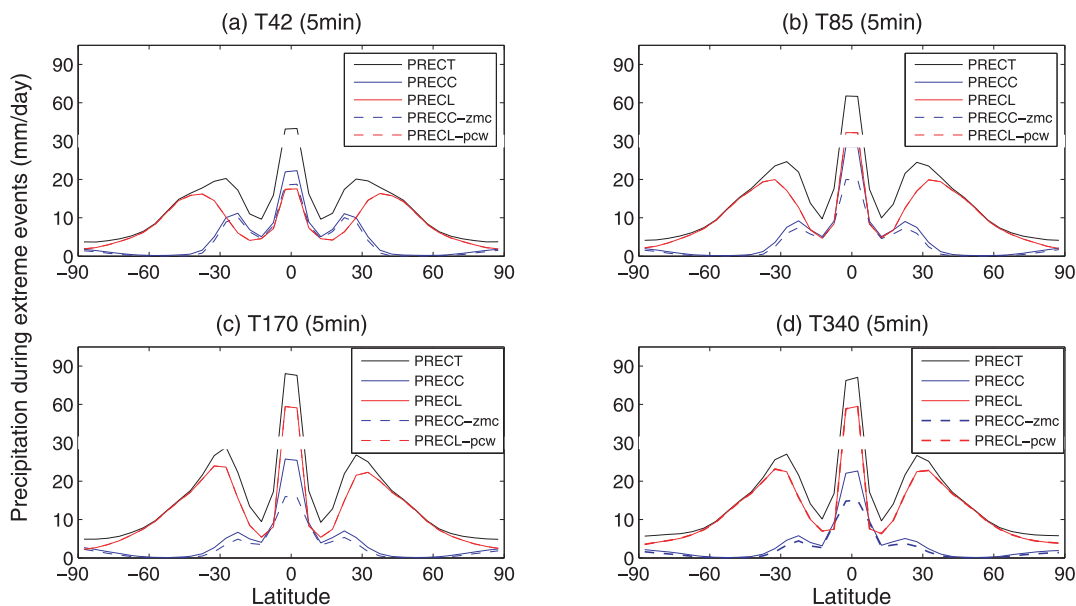 Precipitation during extreme events (mm/day)
(a) T42 (5min)
90
60
30
20
10
0
−90 −60 −30 0 30 60 90
PRECT
PRECC
PRECL
PRECC−zmc
PRECL−pcw
(b) T85 (5min)
90
60
30
20
10
0
−90 −60 −30 0 30 60 90
PRECT
PRECC
PRECL
PRECC−zmc
PRECL−pcw
(c) T170 (5min)
90
60
30
20
10
0
−90 −60 −30 0 30 60 90
Latitude
PRECT
PRECC
PRECL
PRECC−zmc
PRECL−pcw
(d) T340 (5min)
90
60
30
20
10
0
−90 −60 −30 0 30 60 90
Latitude
PRECT
PRECC
PRECL
PRECC−zmc
PRECL−pcw